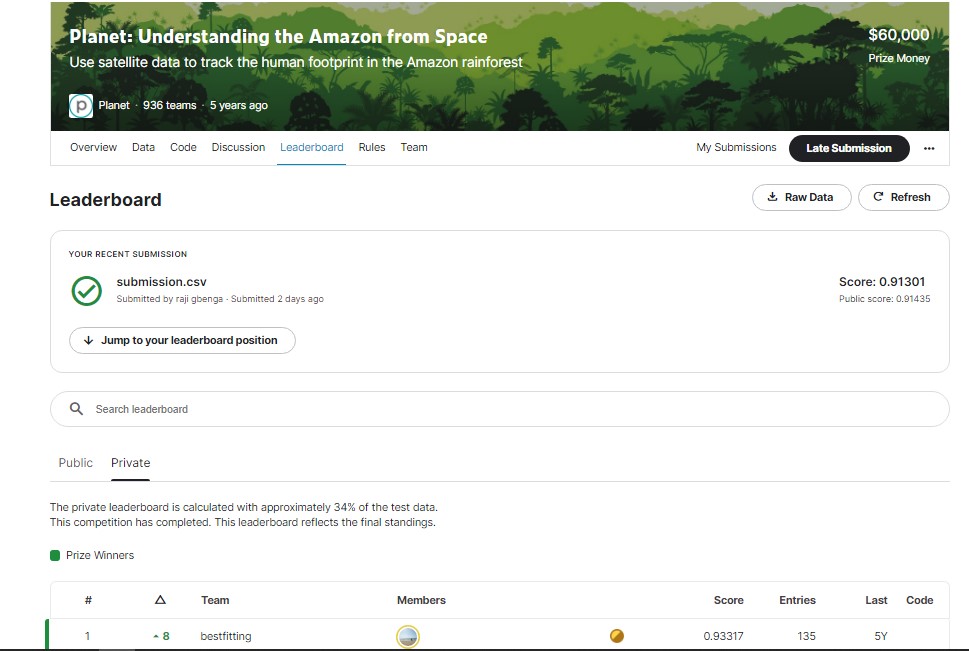 Planet: Understanding the Amazon from Space
$60,000
Use satellite data to track the human footprint in the Amazon rainforest
Prize Money
p Planet · 936 teams · 5 years ago
Overview Data Code Discussion Leaderboard Rules Team My Submissions Late Submission ...
Leaderboard
Raw Data Refresh
YOUR RECENT SUBMISSION
submission.csv
Score: 0.91301
Submitted by raji gbenga · Submitted 2 days ago
Public score: 0.91435
Jump to your leaderboard position
Search leaderboard
Public Private
The private leaderboard is calculated with approximately 34% of the test data.
This competition has completed. This leaderboard reflects the final standings.
Prize Winners
# △ Team Members Score Entries Last Code
1 8 bestfitting 0.93317 135 5Y